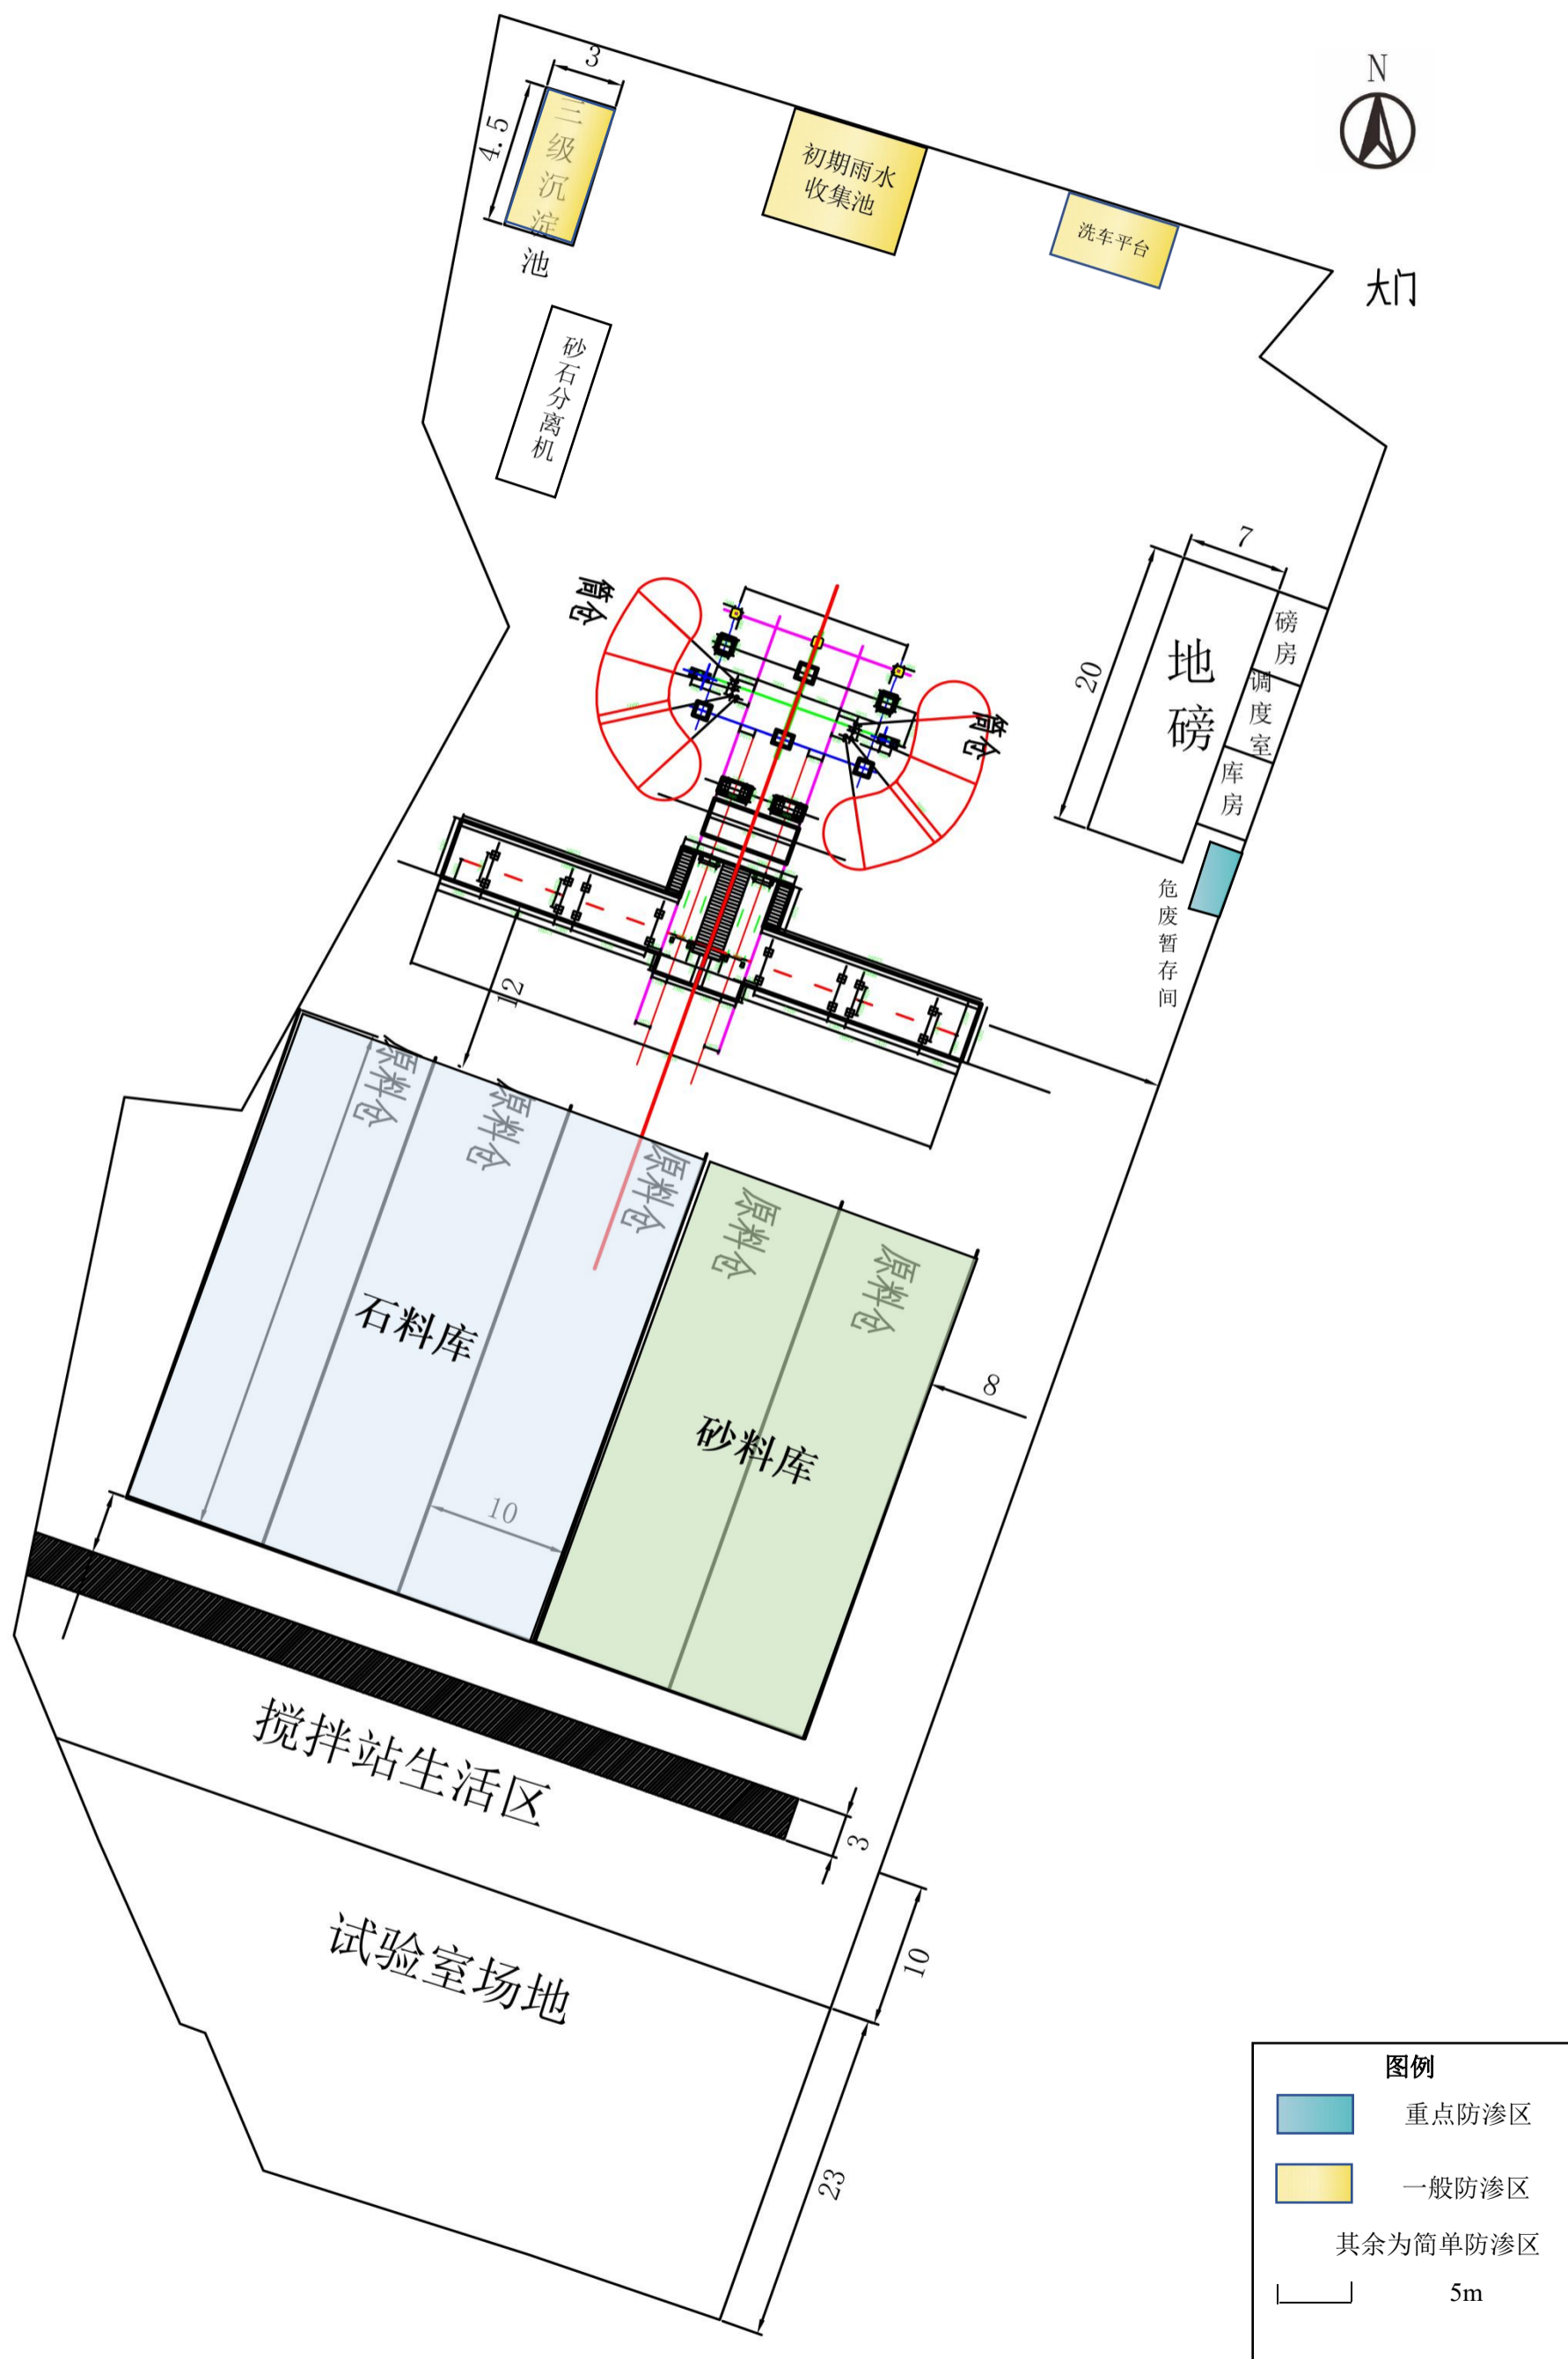 N
3
4.5
三级沉淀池
初期雨水
收集池
洗车平台
大门
砂石分离机
7
20
地磅
磅房
调度室
库房
危废暂存间
筒仓
筒仓
12
原料仓
原料仓
原料仓
原料仓
原料仓
石料库
砂料库
8
10
搅拌站生活区
3
10
试验室场地
23
图例
重点防渗区
一般防渗区
其余为简单防渗区
5m